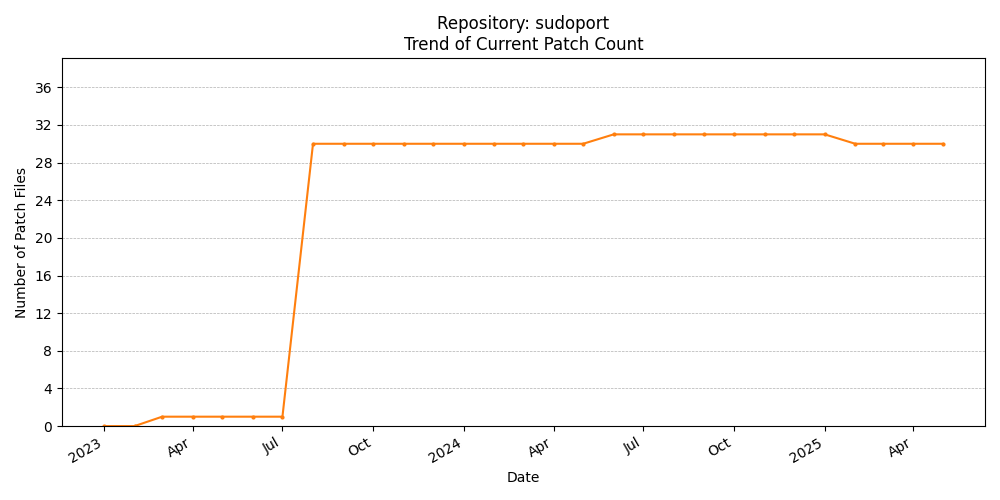 Repository: sudoport
Trend of Current Patch Count
Number of Patch Files
36
32
28
24
20
16
12
8
4
0
2023
Apr
Jul
Oct
2024
Apr
Jul
Oct
2025
Apr
Date